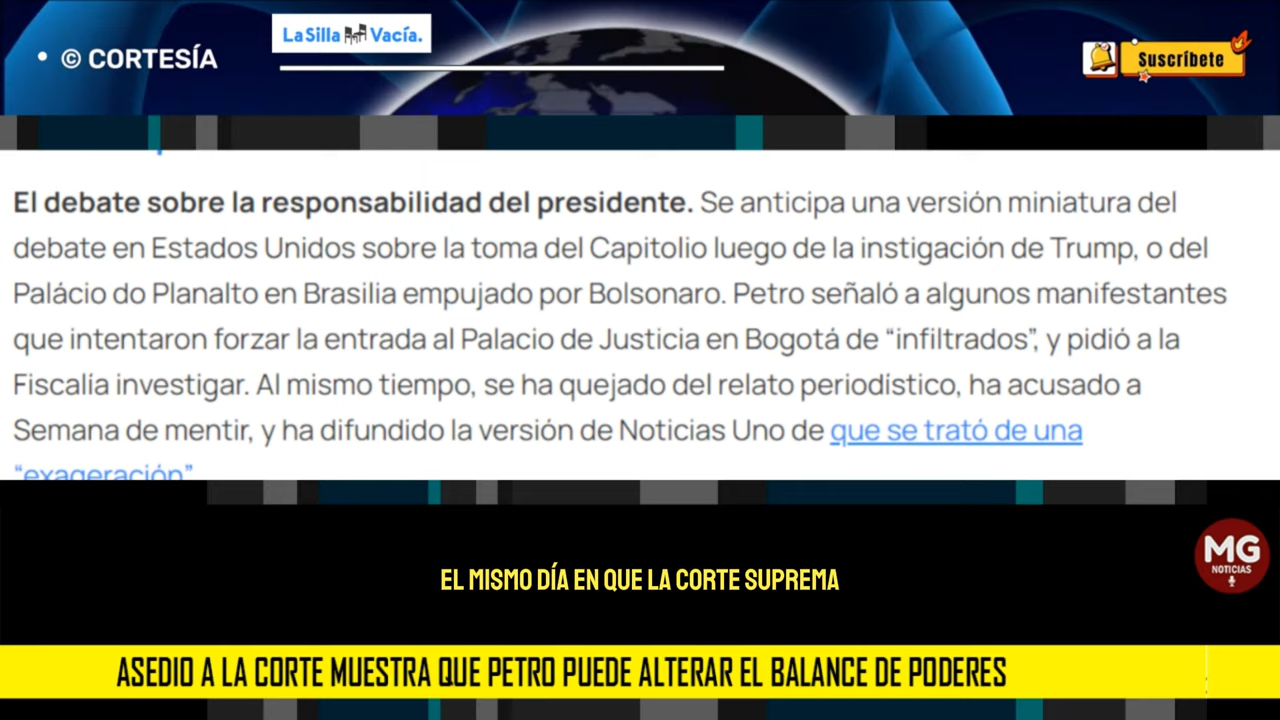 LaSilla Vacía.
• © CORTESÍA
Suscríbete
El debate sobre la responsabilidad del presidente. Se anticipa una versión miniatura del
debate en Estados Unidos sobre la toma del Capitolio luego de la instigación de Trump, o del
Palácio do Planalto en Brasilia empujado por Bolsonaro. Petro señaló a algunos manifestantes
que intentaron forzar la entrada al Palacio de Justicia en Bogotá de “infiltrados”, y pidió a la
Fiscalía investigar. Al mismo tiempo, se ha quejado del relato periodístico, ha acusado a
Semana de mentir, y ha difundido la versión de Noticias Uno de que se trató de una
“exageración”
MG
NOTICIAS
EL MISMO DÍA EN QUE LA CORTE SUPREMA
ASEDIO A LA CORTE MUESTRA QUE PETRO PUEDE ALTERAR EL BALANCE DE PODERES